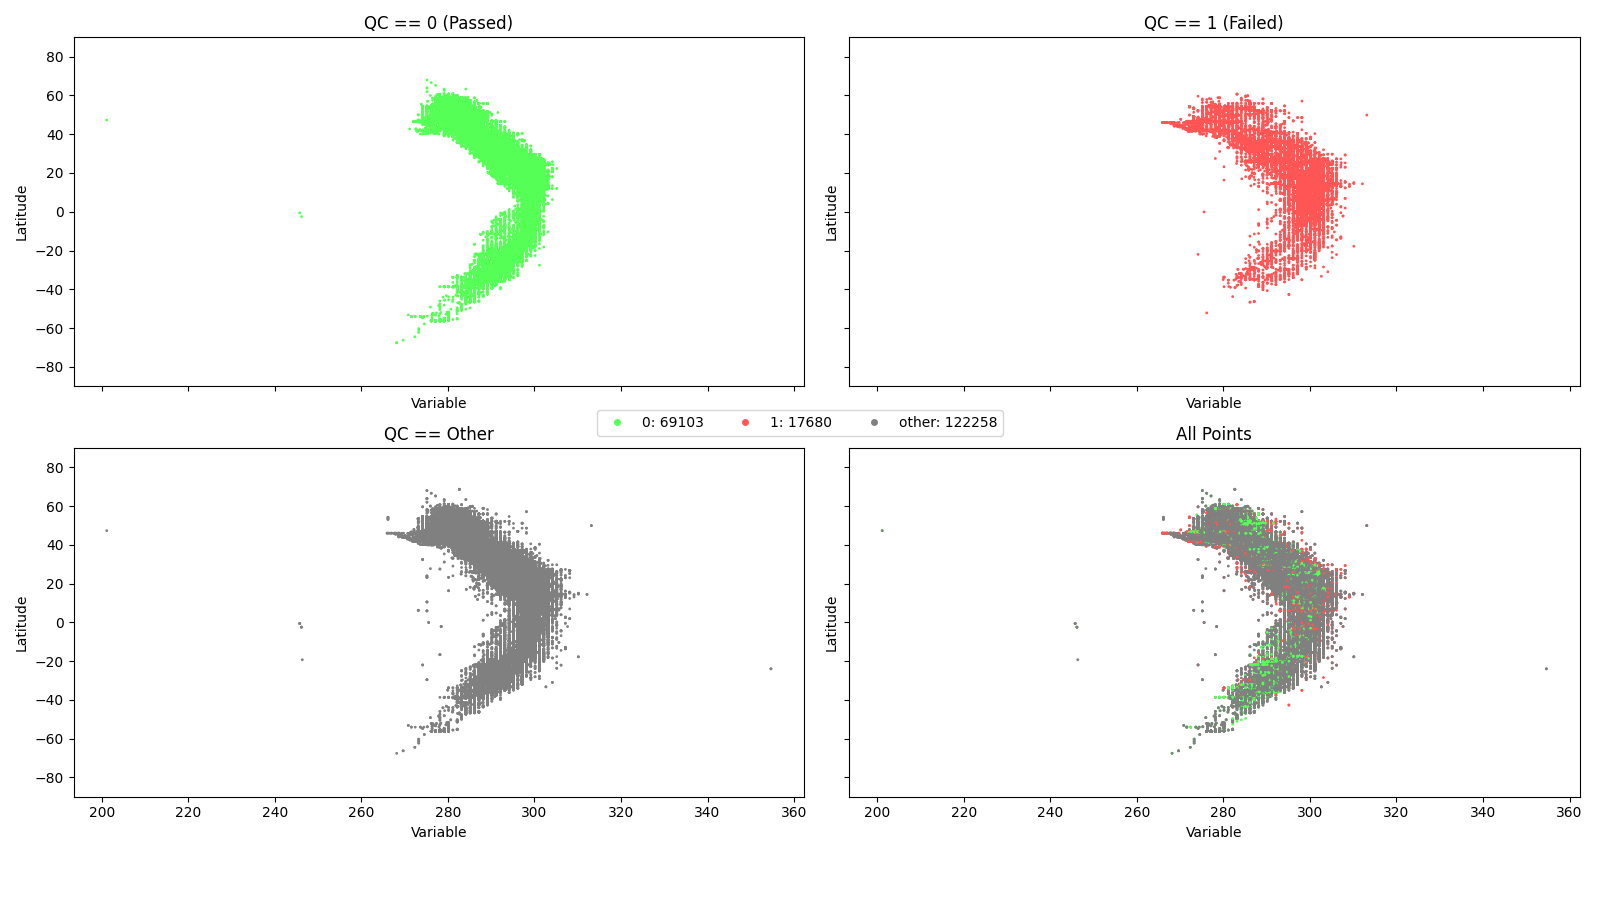 QC == 0 (Passed)
QC == 1 (Failed)
80
60
40
20
0
−20
−40
−60
−80
Latitude
Latitude
Variable
Variable
0: 69103
1: 17680
other: 122258
QC == Other
All Points
80
60
40
20
0
−20
−40
−60
−80
Latitude
Latitude
200 220 240 260 280 300 320 340 360
200 220 240 260 280 300 320 340 360
Variable
Variable